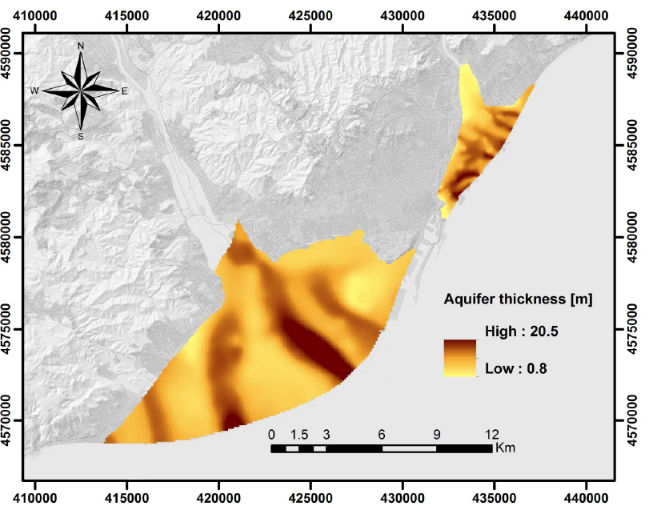 410000 415000 420000 425000 430000 435000 440000
4590000 4590000
N
W E
S
4585000 4585000
4580000 4580000
Aquifer thickness [m]
High : 20.5
4575000 4575000
Low : 0.8
4570000 4570000
0 1.5 3 6 9 12
Km
410000 415000 420000 425000 430000 435000 440000